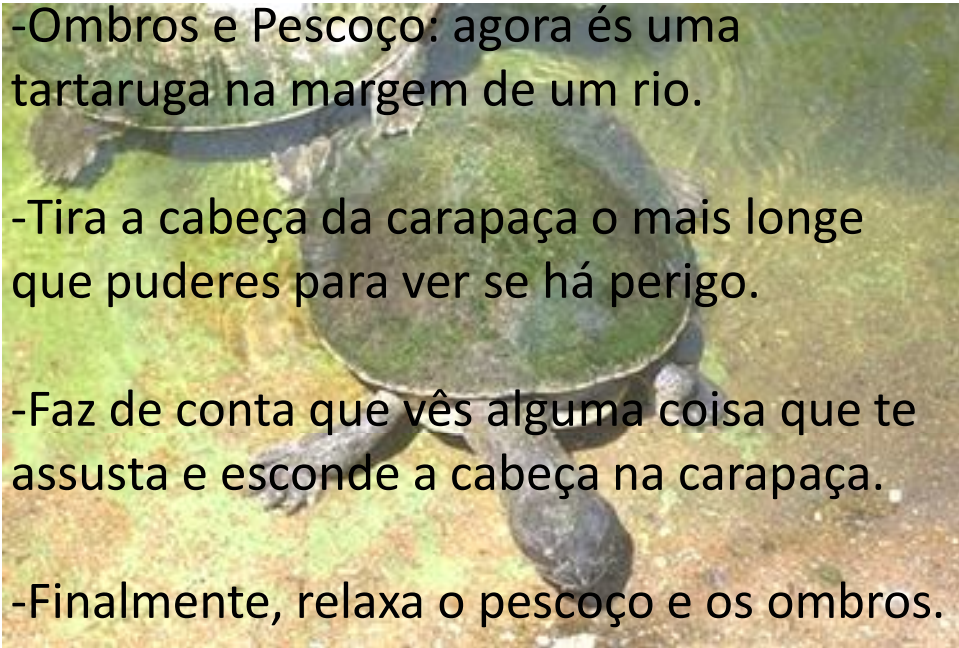 -Ombros e Pescoço: agora és uma
tartaruga na margem de um rio.
-Tira a cabeça da carapaça o mais longe
que puderes para ver se há perigo.
-Faz de conta que vês alguma coisa que te
assusta e esconde a cabeça na carapaça.
-Finalmente, relaxa o pescoço e os ombros.